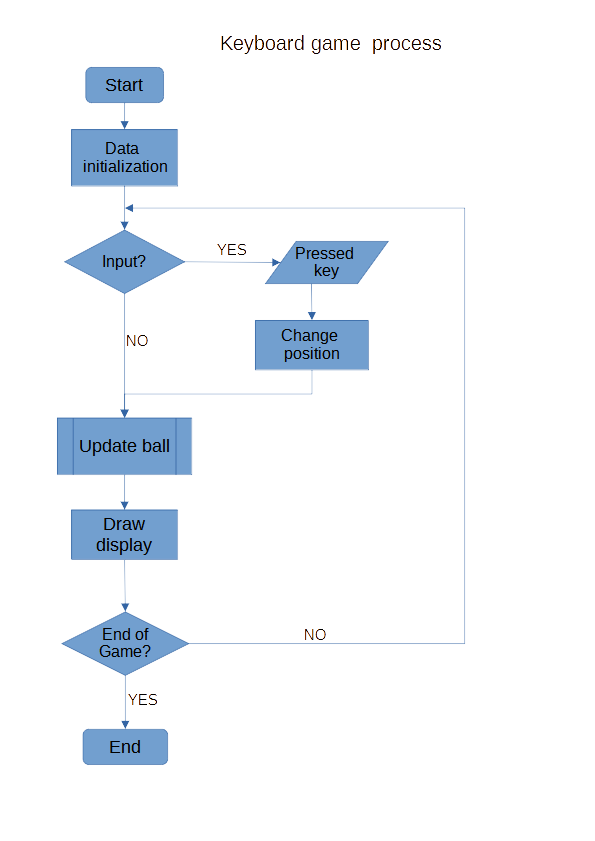 Keyboard game  process
Start
Data
initialization
Input?
YES
Pressed
key
NO
Change
position
Update ball
Draw
display
End of
Game?
NO
YES
End